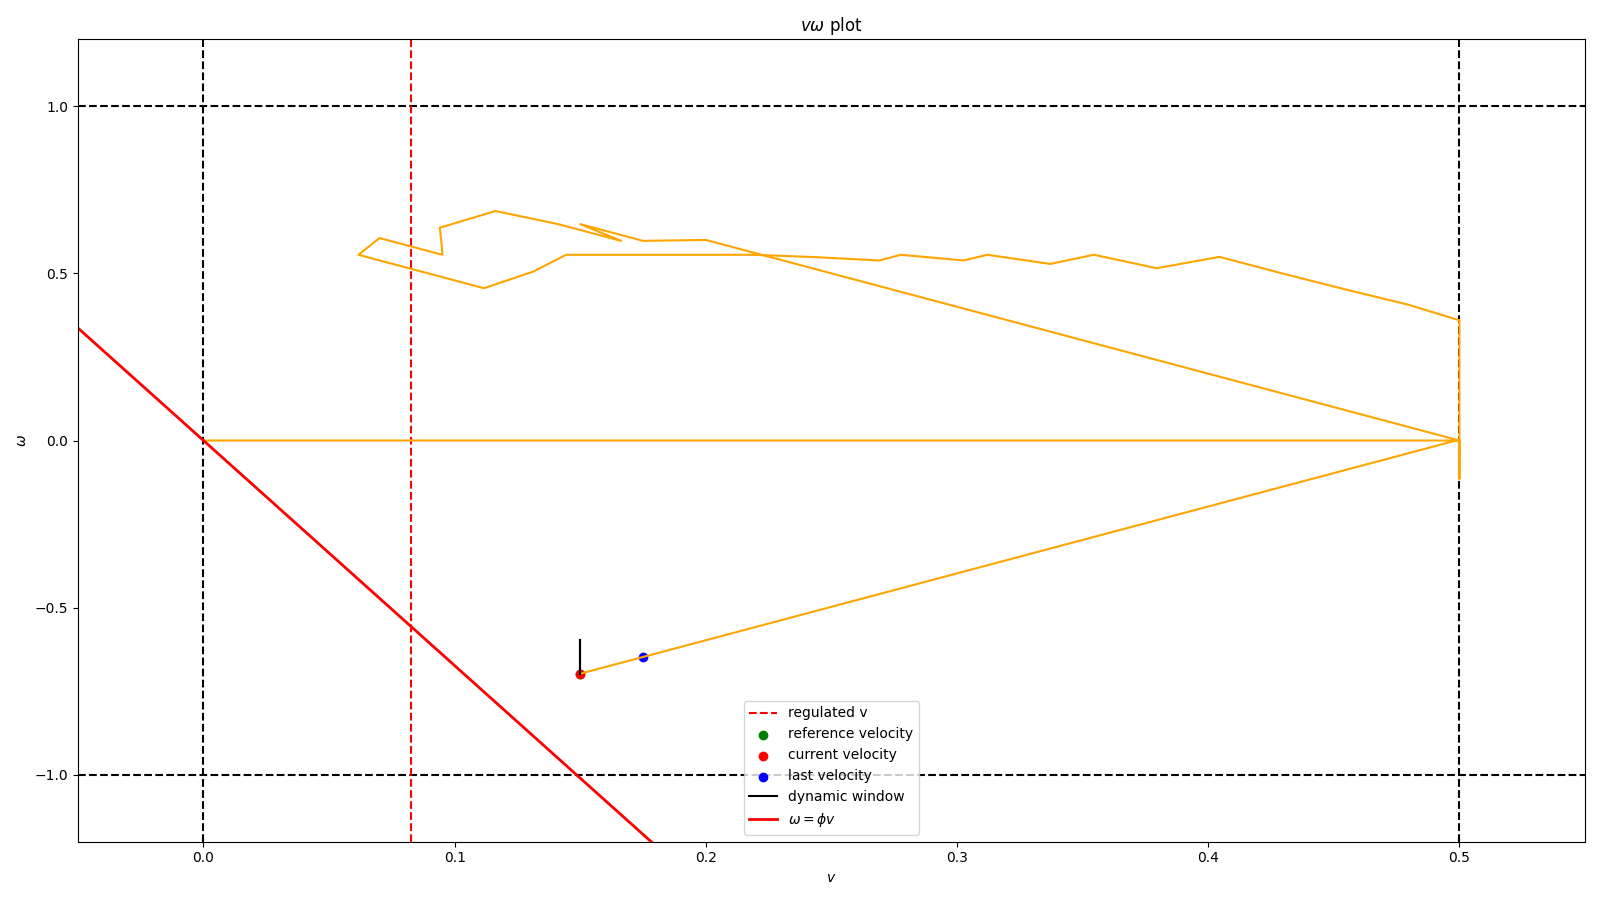 vω plot
1.0
0.5
0.0
−0.5
−1.0
ω
regulated v
reference velocity
current velocity
last velocity
dynamic window
ω = ϕv
0.0 0.1 0.2 0.3 0.4 0.5
v